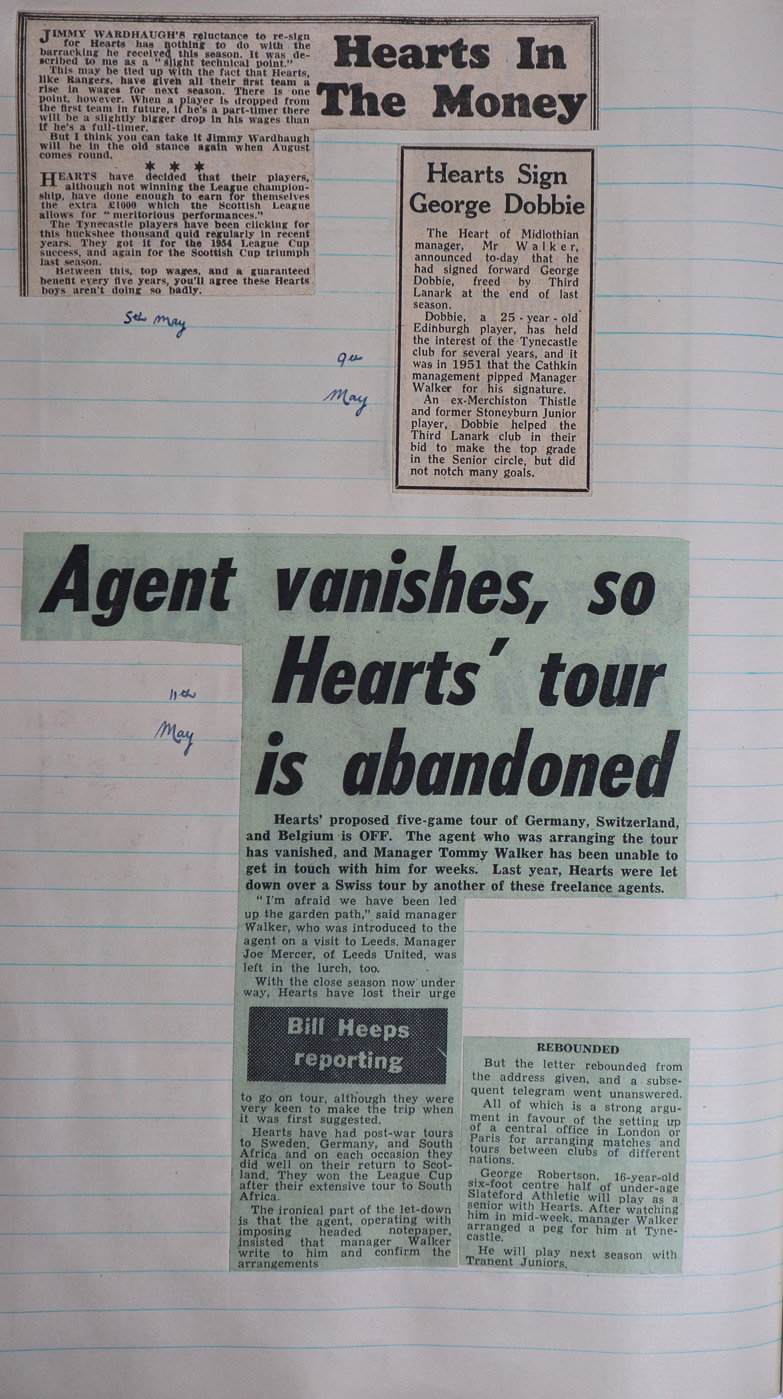 JIMMY WARDHAUGH'S reluctance to re-sign
for Hearts has nothing to do with the
barracking he received this season. It was de-
scribed to me as a "slight technical point."
This may be tied up with the fact that Hearts,
like Rangers, have given all their first team a
rise in wages for next season. There is one
point, however. When a player is dropped from
the first team in future, if he's a part-timer there
will be a slightly bigger drop in his wages than
if he's a full-timer.
But I think you can take it Jimmy Wardhaugh
will be in the old stance again when August
comes round.
* * *
HEARTS have decided that their players,
although not winning the League champion-
ship, have done enough to earn for themselves
the extra £1000 which the Scottish League
allows for "meritorious performances."
The Tynecastle players have been clicking for
this buckshee thousand quid regularly in recent
years. They got it for the 1954 League Cup
success, and again for the Scottish Cup triumph
last season.
Between this, top wages, and a guaranteed
benefit every five years, you'll agree these Hearts
boys aren't doing so badly.
Hearts In
The Money
5th May
Hearts Sign
George Dobbie
The Heart of Midlothian
manager, Mr Walker,
announced to-day that he
had signed forward George
Dobbie, freed by Third
Lanark at the end of last
season.
Dobbie, a 25-year-old
Edinburgh player, has held
the interest of the Tynecastle
club for several years, and it
was in 1951 that the Cathkin
management pipped Manager
Walker for his signature.
An ex-Merchiston Thistle
and former Stoneyburn Junior
player, Dobbie helped the
Third Lanark club in their
bid to make the top grade
in the Senior circle, but did
not notch many goals.
9th
May
Agent vanishes, so
Hearts' tour
is abandoned
11th
May
Hearts' proposed five-game tour of Germany, Switzerland,
and Belgium is OFF. The agent who was arranging the tour
has vanished, and Manager Tommy Walker has been unable to
get in touch with him for weeks. Last year, Hearts were let
down over a Swiss tour by another of these freelance agents.
"I'm afraid we have been led
up the garden path," said manager
Walker, who was introduced to the
agent on a visit to Leeds. Manager
Joe Mercer, of Leeds United, was
left in the lurch, too.
With the close season now under
way, Hearts have lost their urge
Bill Heeps
reporting
to go on tour, although they were
very keen to make the trip when
it was first suggested.
Hearts have had post-war tours
to Sweden, Germany, and South
Africa and on each occasion they
did well on their return to Scot-
land. They won the League Cup
after their extensive tour to South
Africa.
The ironical part of the let-down
is that the agent, operating with
imposing headed notepaper,
insisted that manager Walker
write to him and confirm the
arrangements
REBOUNDED
But the letter rebounded from
the address given, and a subse-
quent telegram went unanswered.
All of which is a strong argu-
ment in favour of the setting up
of a central office in London or
Paris for arranging matches and
tours between clubs of different
nations.
George Robertson, 16-year-old
six-foot centre half of under-age
Slateford Athletic will play as a
senior with Hearts. After watching
him in mid-week, manager Walker
arranged a peg for him at Tyne-
castle.
He will play next season with
Tranent Juniors.